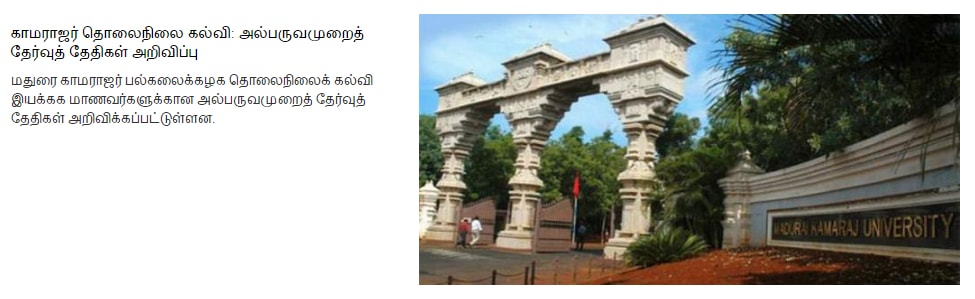 காமராஜர் தொலைநிலை கல்வி: அல்பருவமுறைத்
தேர்வுத் தேதிகள் அறிவிப்பு
மதுரை காமராஜர் பல்கலைக்கழக தொலைநிலைக் கல்வி
இயக்கக மாணவர்களுக்கான அல்பருவமுறைத் தேர்வுத்
தேதிகள் அறிவிக்கப்பட்டுள்ளன.
MADURAI KAMARAJ UNIVERSITY